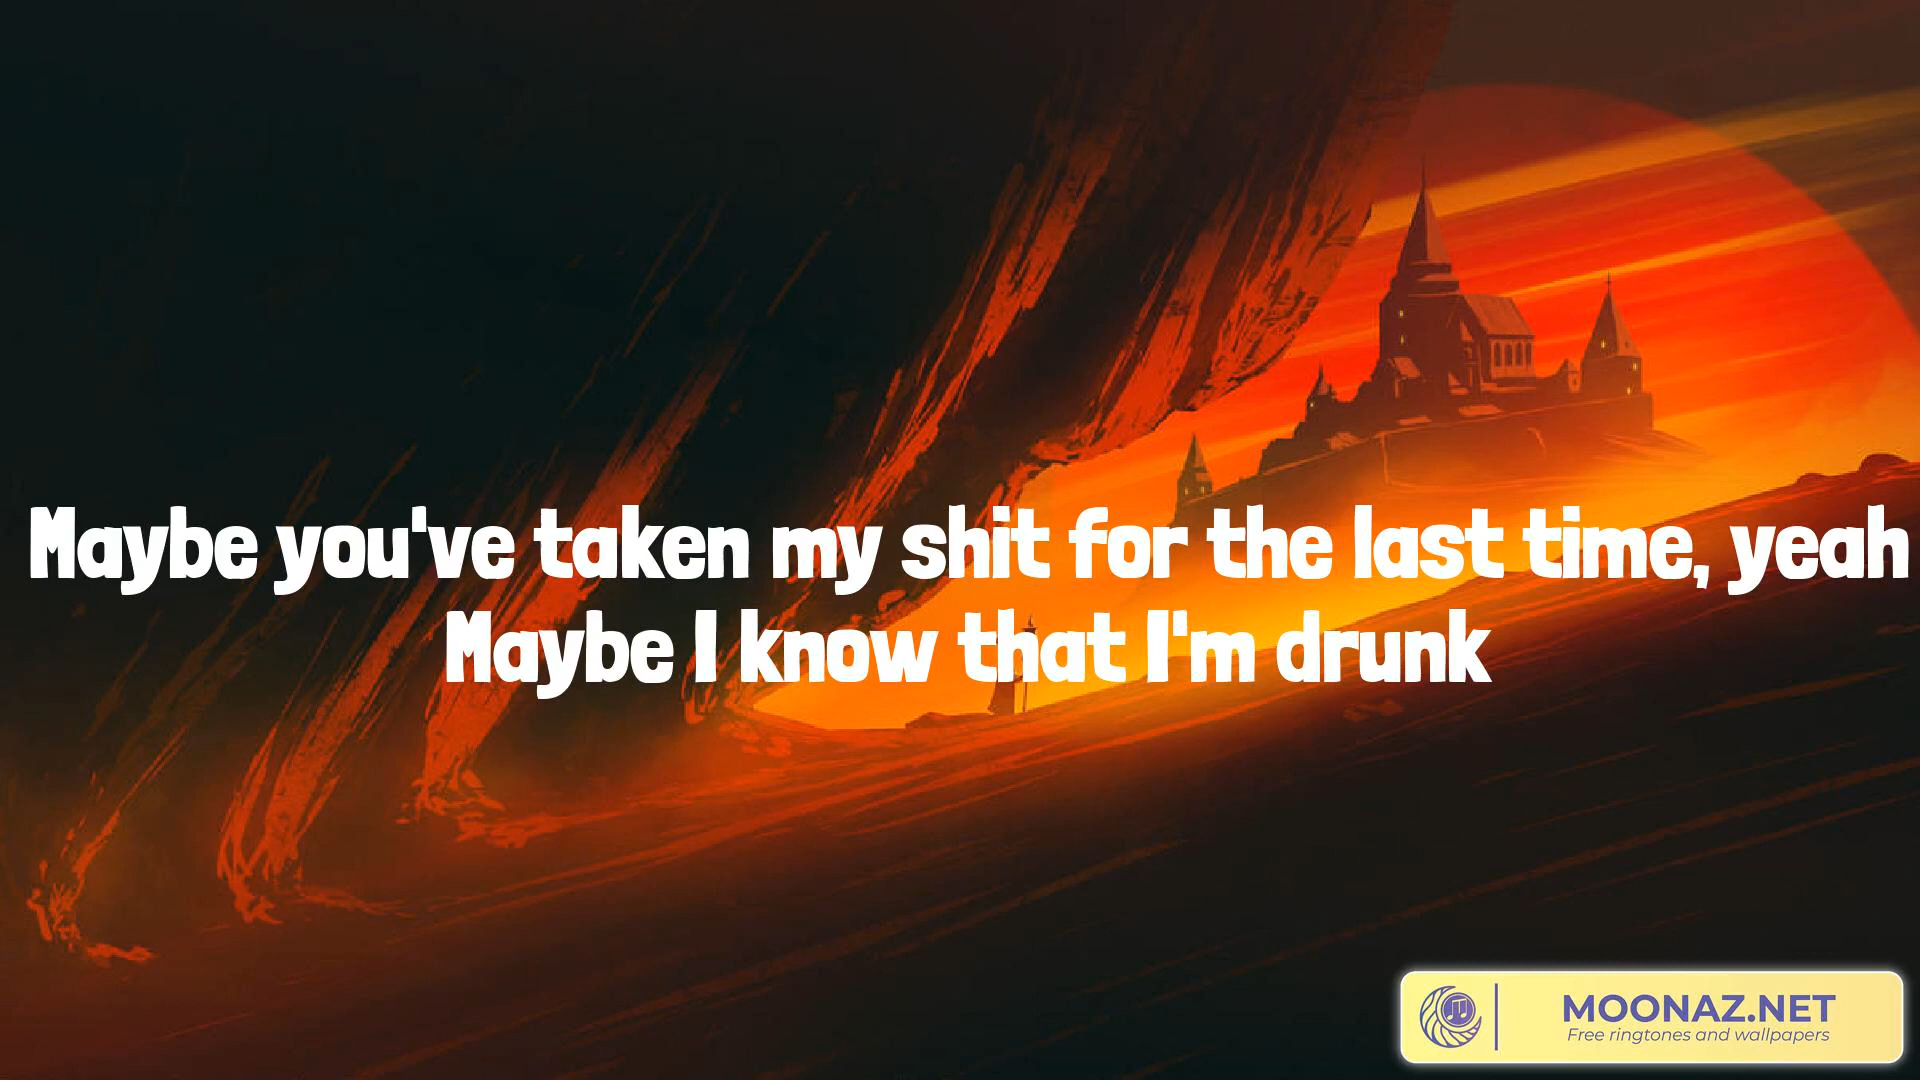 Maybe you've taken my shit for the last time, yeah
Maybe I know that I'm drunk
MOONAZ.NET
Free ringtones and wallpapers